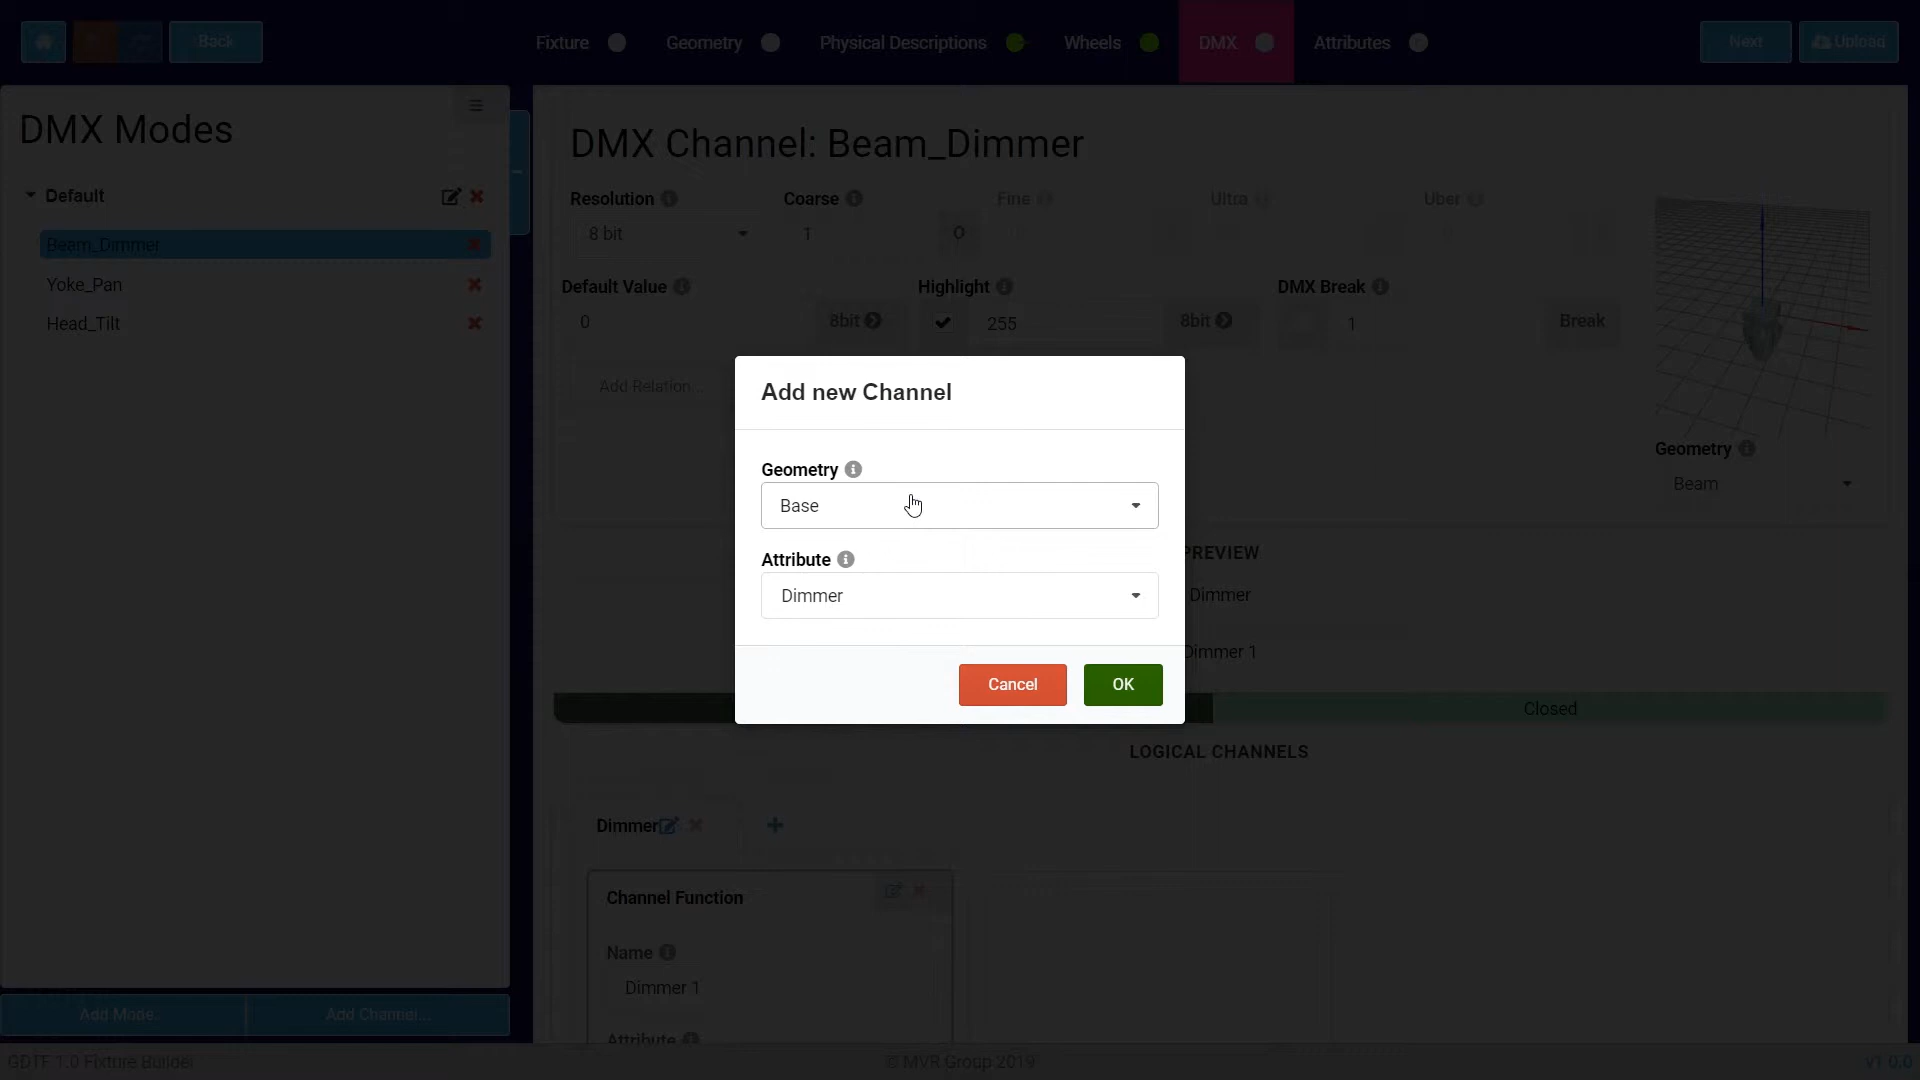 Back
Fixture
Geometry
Physical Descriptions
Wheels
DMX
Attributes
Next
Upload
DMX Modes
Default
Beam_Dimmer
Yoke_Pan
Head_Tilt
Add Mode
Add Channel...
DMX Channel: Beam_Dimmer
Resolution
Coarse
Fine
Ultra
Uber
8 bit
1
Default Value
Highlight
DMX Break
0
8bit
255
8bit
1
Break
Add Relation...
Geometry
Beam
Add new Channel
Geometry
Base
Attribute
Dimmer
Cancel
OK
PREVIEW
Dimmer
Dimmer 1
Closed
LOGICAL CHANNELS
Dimmer
Channel Function
Name
Dimmer 1
Attribute
GDTF 1.0 Fixture Builder
© MVR Group 2019
v1.0.0